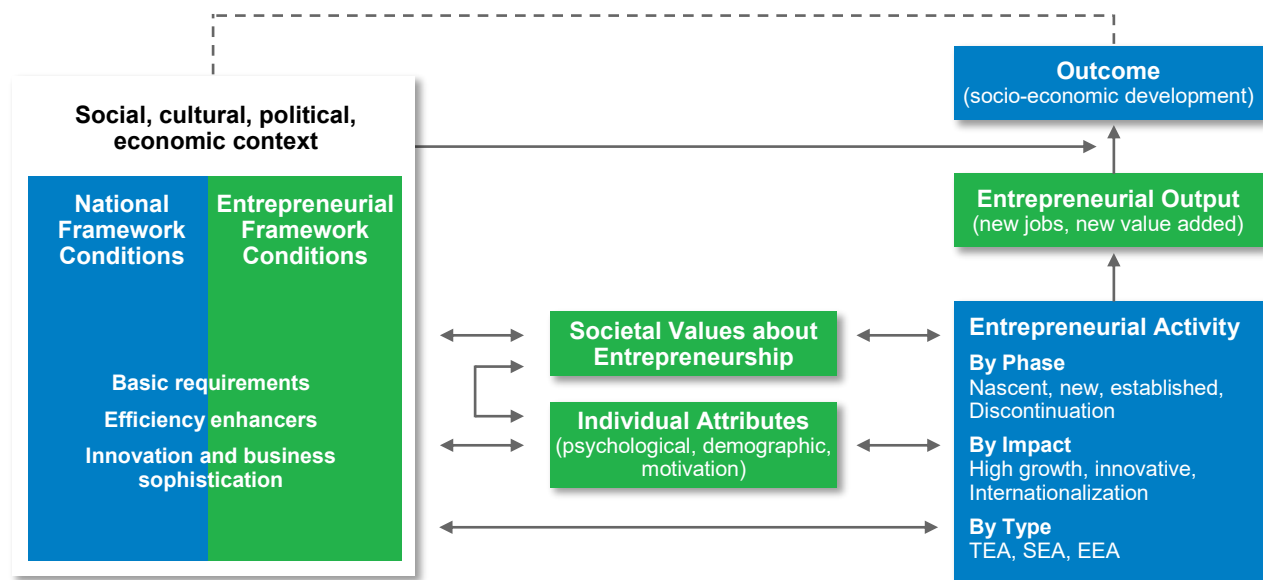 Social, cultural, political,
economic context
National
Framework
Conditions
Entrepreneurial
Framework
Conditions
Basic requirements
Efficiency enhancers
Innovation and business
sophistication
Societal Values about
Entrepreneurship
Individual Attributes
(psychological, demographic,
motivation)
Outcome
(socio-economic development)
Entrepreneurial Output
(new jobs, new value added)
Entrepreneurial Activity
By Phase
Nascent, new, established,
Discontinuation
By Impact
High growth, innovative,
Internationalization
By Type
TEA, SEA, EEA